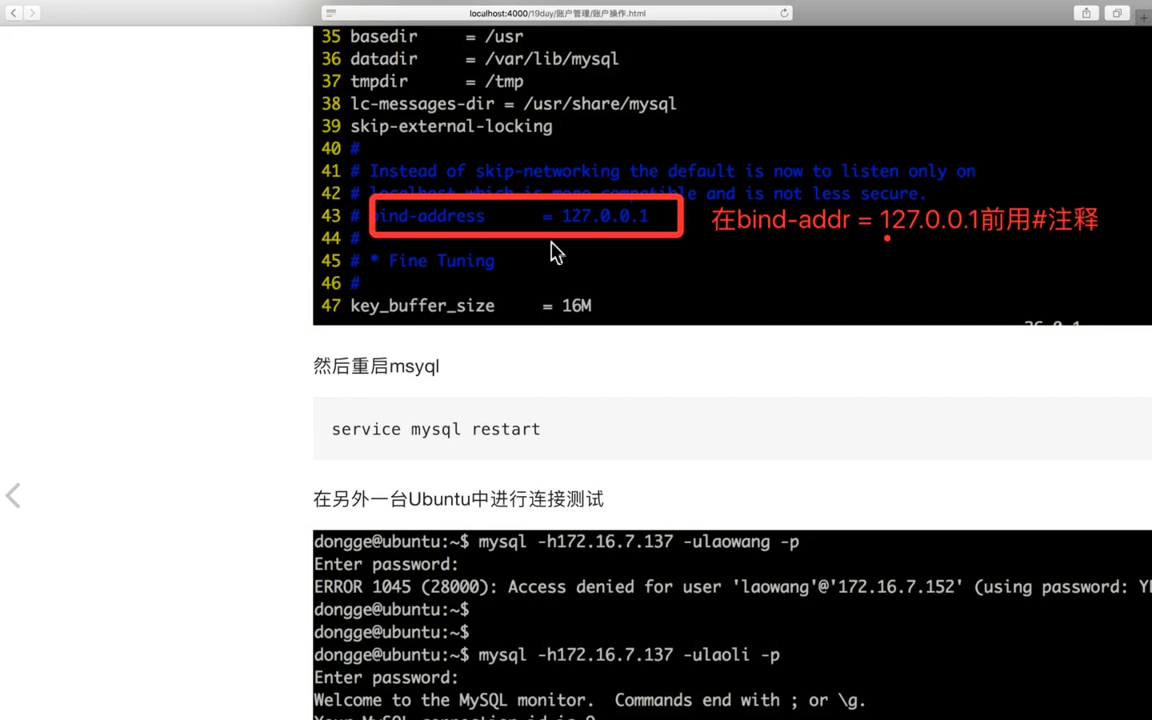 localhost:4000/19day/账户管理/账户操作.html
35 basedir = /usr
36 datadir = /var/lib/mysql
37 tmpdir = /tmp
38 lc-messages-dir = /usr/share/mysql
39 skip-external-locking
40 #
41 # Instead of skip-networking the default is now to listen only on
42 # localhost which is more compatible and is not less secure.
43 # bind-address = 127.0.0.1
在bind-addr = 127.0.0.1前用#注释
44 #
45 # * Fine Tuning
46 #
47 key_buffer_size = 16M
然后重启msyql
service mysql restart
在另外一台Ubuntu中进行连接测试
dongge@ubuntu:~$ mysql -h172.16.7.137 -ulaowang -p
Enter password:
ERROR 1045 (28000): Access denied for user 'laowang'@'172.16.7.152' (using password: YE
dongge@ubuntu:~$
dongge@ubuntu:~$
dongge@ubuntu:~$ mysql -h172.16.7.137 -ulaoli -p
Enter password:
Welcome to the MySQL monitor. Commands end with ; or \g.